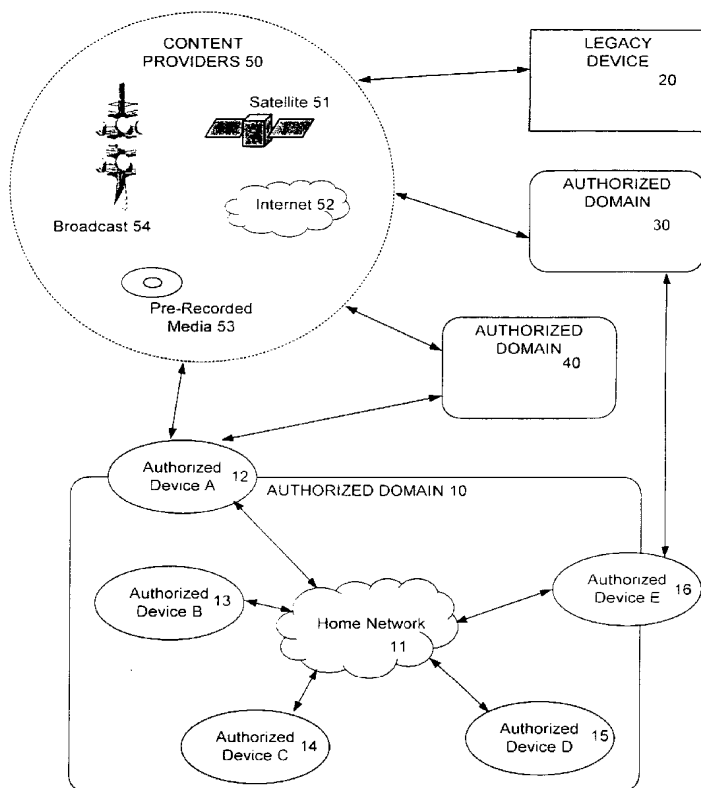 CONTENT
PROVIDERS 50
Satellite 51
Internet 52
Broadcast 54
Pre-Recorded
Media 53
LEGACY
DEVICE
20
AUTHORIZED
DOMAIN
30
AUTHORIZED
DOMAIN
40
Authorized
Device A
12
AUTHORIZED DOMAIN 10
Authorized
Device B
13
Home Network
11
Authorized
Device E
16
Authorized
Device C
14
Authorized
Device D
15